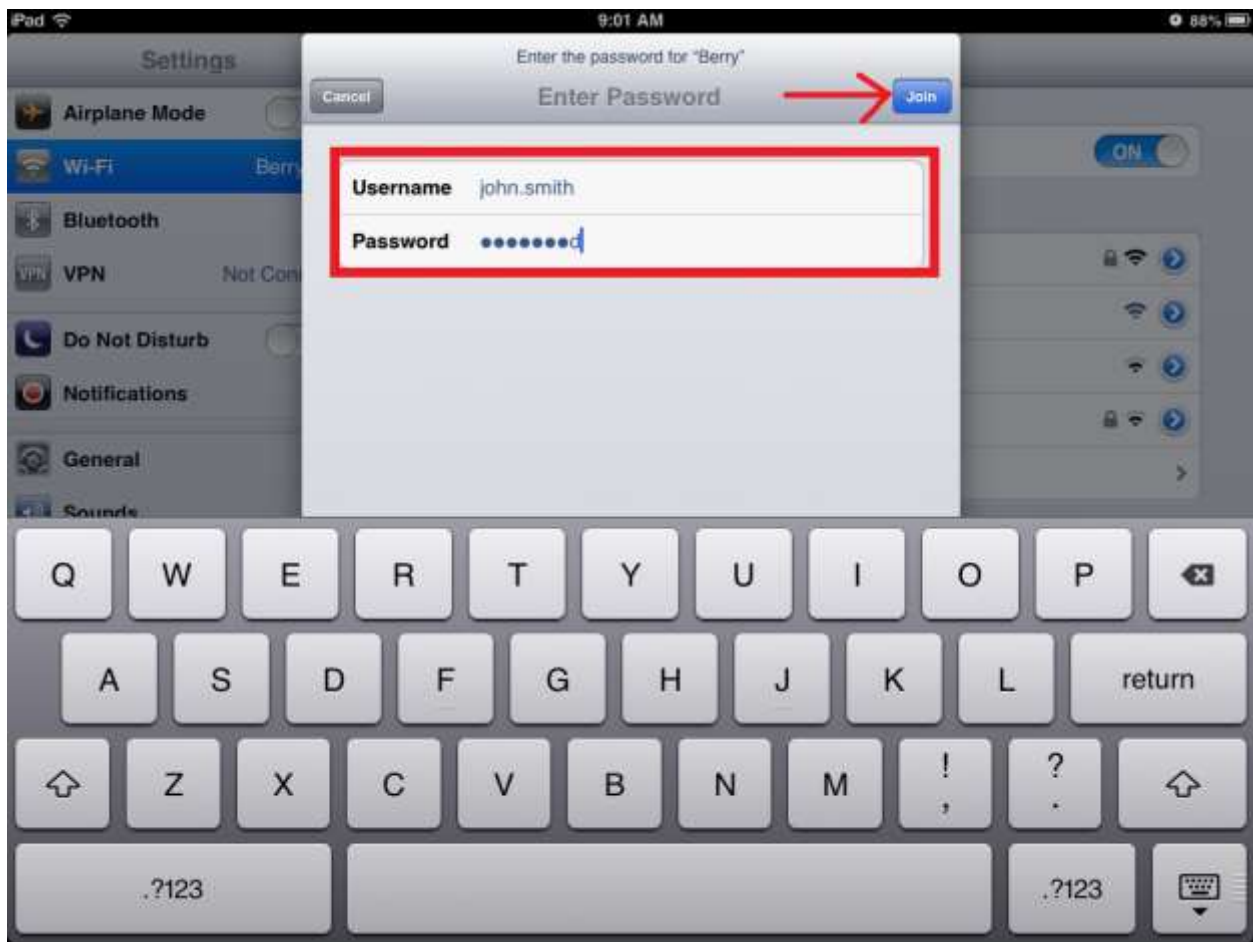 iPad 9:01 AM 88%
Settings
Enter the password for "Berry"
Cancel Enter Password Join
Airplane Mode
Wi-Fi Berry
ON
Username john.smith
Bluetooth
Password ●●●●●●●d
VPN Not Con
Do Not Disturb
Notifications
General
Sounds
Q W E R T Y U I O P
A S D F G H J K L return
Z X C V B N M ! , ? .
.?123 .?123